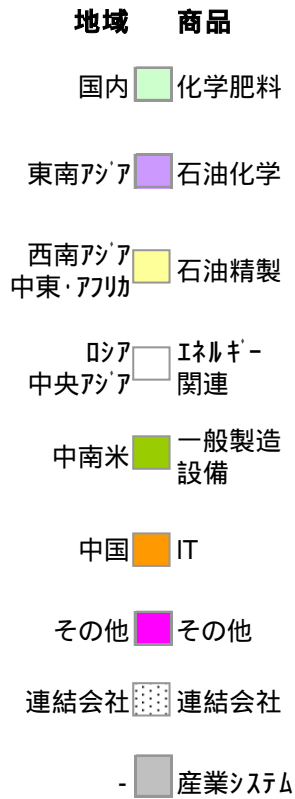 地域 商品
国内 化学肥料
東南ｱｼﾞｱ 石油化学
西南ｱｼﾞｱ
中東・ｱﾌﾘｶ
石油精製
ﾛｼｱ
中央ｱｼﾞｱ
ｴﾈﾙｷﾞｰ
関連
中南米
一般製造
設備
中国 IT
その他 その他
連結会社 連結会社
- 産業ｼｽﾃﾑ